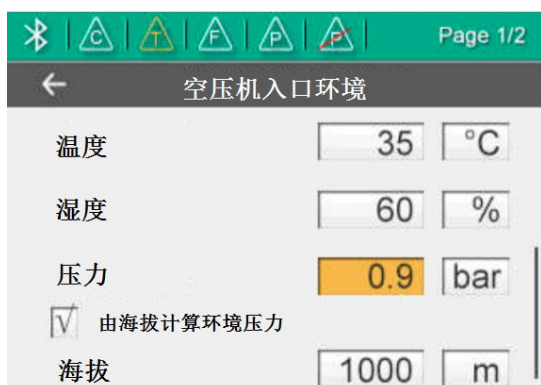 C T F P P Page 1/2
空压机入口环境
温度 35 °C
湿度 60 %
压力 0.9 bar
由海拔计算环境压力
海拔 1000 m